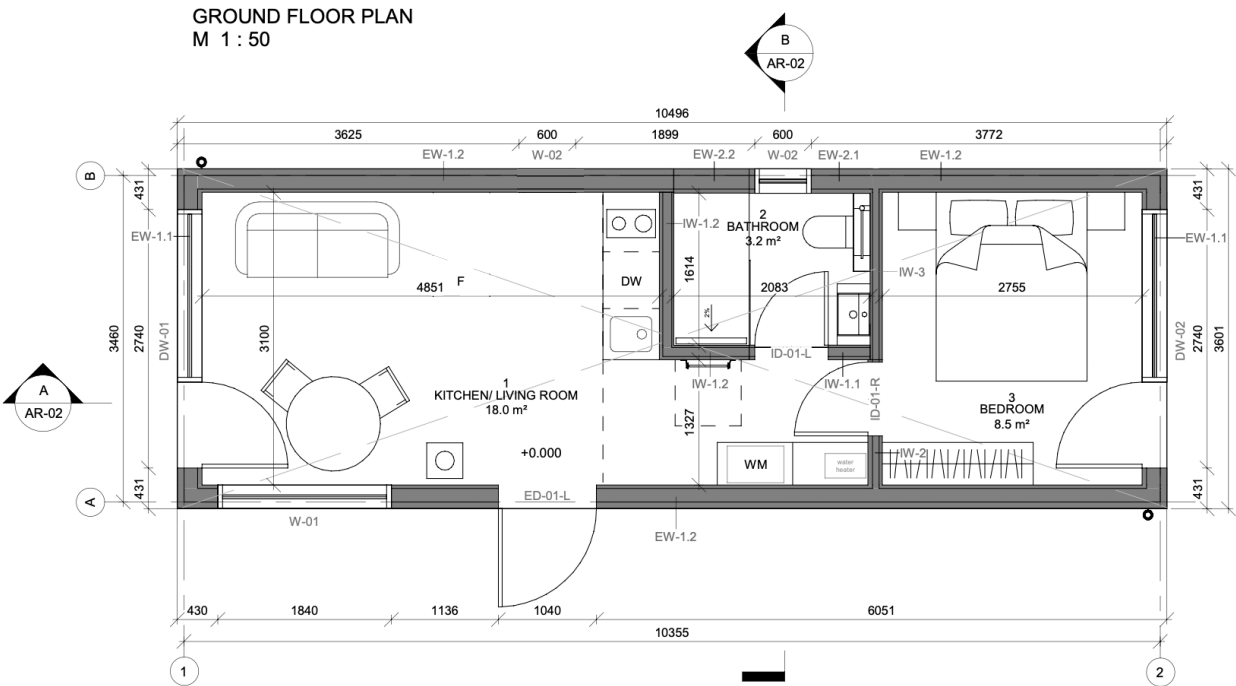 GROUND FLOOR PLAN
M 1 : 50
B
AR-02
10496
3625
600
1899
600
3772
EW-1.2
W-02
EW-2.2
W-02
EW-2.1
EW-1.2
B
431
431
EW-1.1
IW-1.2
2
BATHROOM
3.2 m²
EW-1.1
IW-3
4851
F
DW
1614
2083
2755
2%
3460
2740
DW-01
3100
DW-02
2740
3601
ID-01-L
IW-1.2
IW-1.1
A
AR-02
1
KITCHEN/ LIVING ROOM
18.0 m²
ID-01-R
3
BEDROOM
8.5 m²
1327
+0.000
WM
water
heater
IW-2
431
431
A
ED-01-L
W-01
EW-1.2
430
1840
1136
1040
6051
10355
1
2